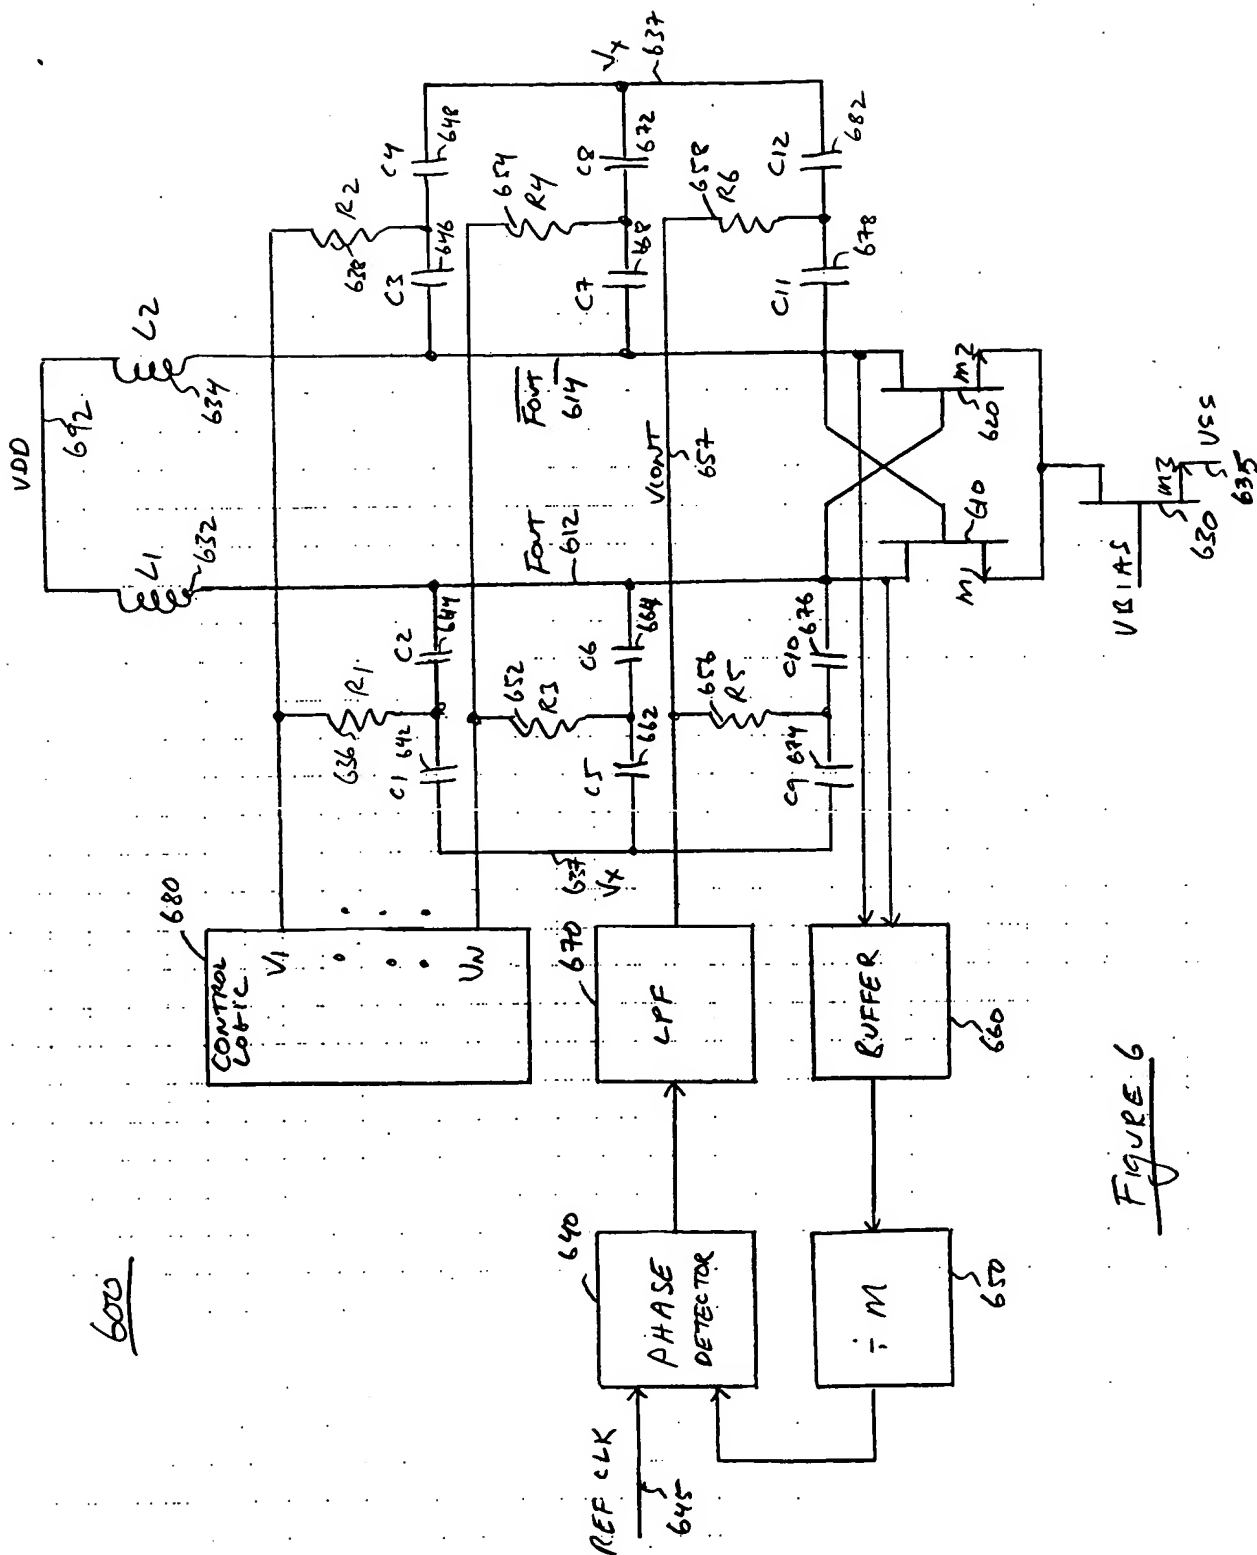 600
REF CLK
645
PHASE
DETECTOR
640
÷ M
650
LPF
670
BUFFER
660
CONTROL
LOGIC
680
V1
VN
VDD
692
L1
632
L2
634
R1
636
R2
638
C1
642
C2
644
C3
646
C4
648
R3
652
R4
654
C5
662
C6
664
C7
668
C8
672
R5
656
R6
658
C9
674
C10
676
C11
678
C12
682
637
Vx
Vx
637
FOUT
612
FOUT
614
VCONT
657
M1
610
M2
620
VBIAS
M3
630
VSS
635
FIGURE 6